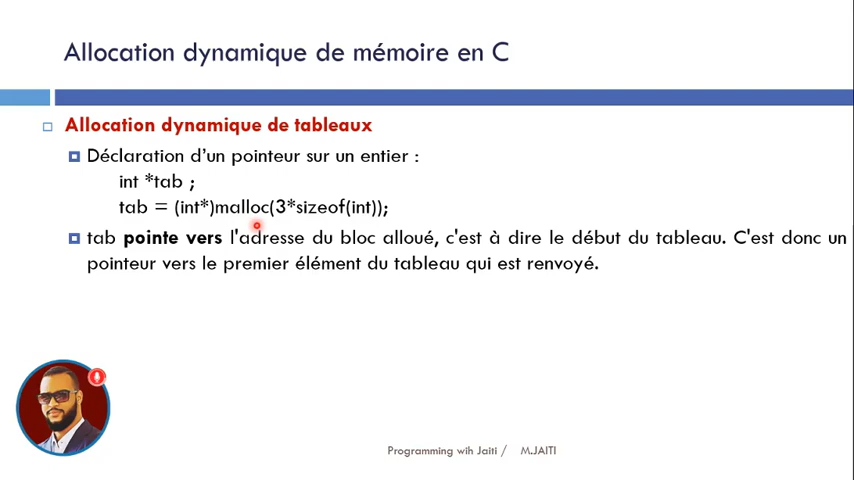 Allocation dynamique de mémoire en C
Allocation dynamique de tableaux
Déclaration d'un pointeur sur un entier :
int *tab ;
tab = (int*)malloc(3*sizeof(int));
tab pointe vers l'adresse du bloc alloué, c'est à dire le début du tableau. C'est donc un
pointeur vers le premier élément du tableau qui est renvoyé.
Programming wih Jaiti / M.JAITI